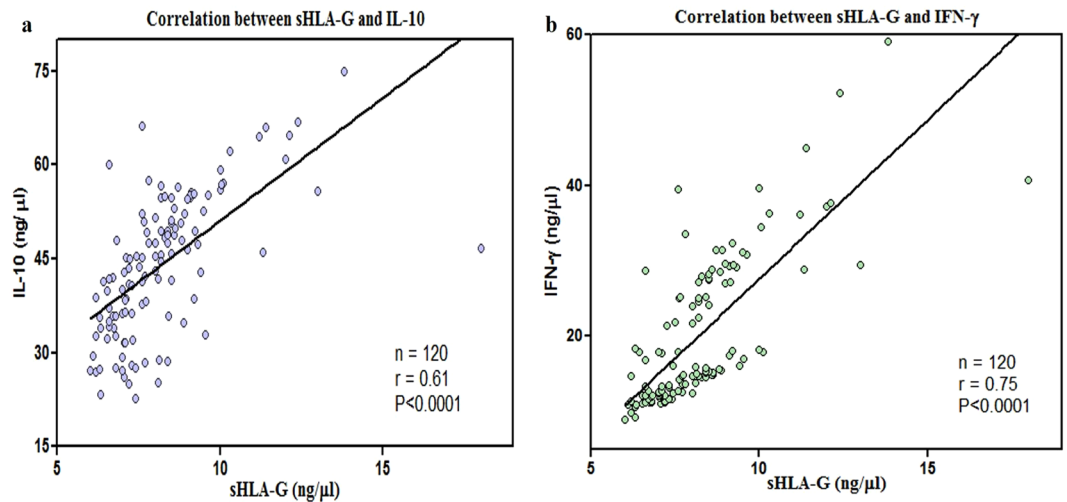 a
Correlation between sHLA-G and IL-10
75
60
45
30
15
IL-10 (ng/ µl)
n = 120
r = 0.61
P<0.0001
5
10
15
sHLA-G (ng/µl)
b
Correlation between sHLA-G and IFN-γ
60
40
20
IFN-γ (ng/µl)
n = 120
r = 0.75
P<0.0001
5
10
15
sHLA-G (ng/µl)